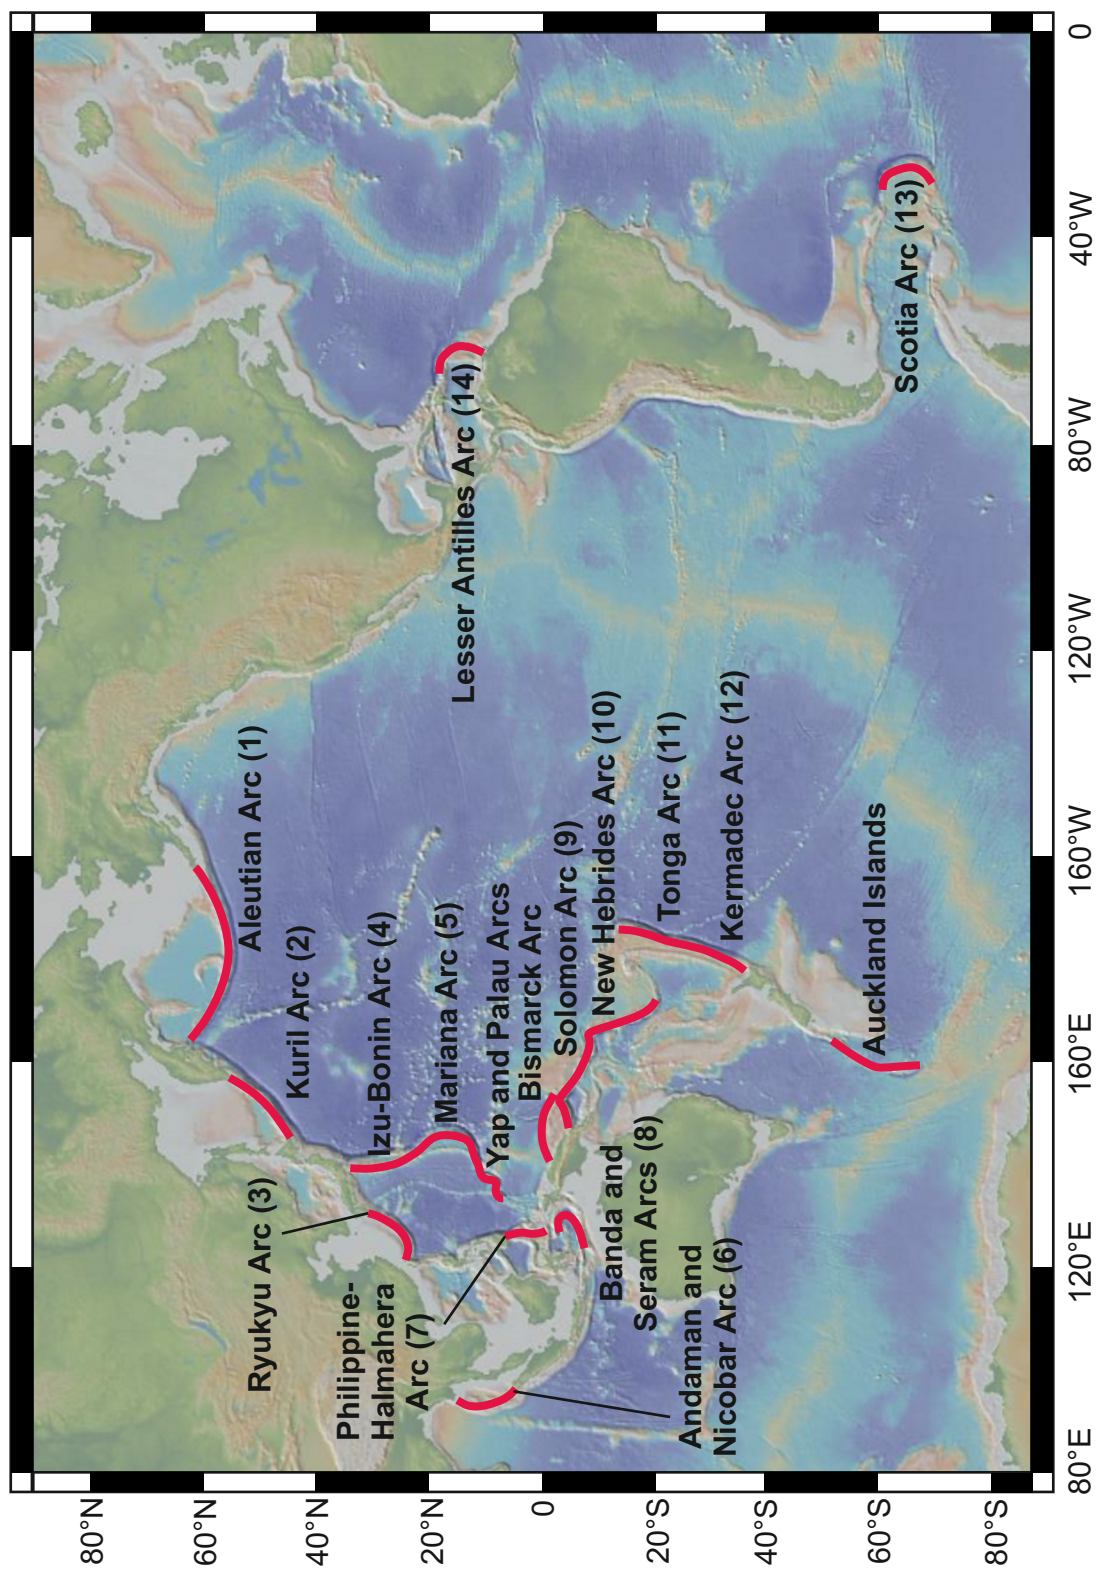 Aleutian Arc (1)
Kuril Arc (2)
Ryukyu Arc (3)
Izu-Bonin Arc (4)
Mariana Arc (5)
Yap and Palau Arcs
Bismarck Arc
Solomon Arc (9)
New Hebrides Arc (10)
Tonga Arc (11)
Kermadec Arc (12)
Auckland Islands
Philippine-
Halmahera
Arc (7)
Banda and
Seram Arcs (8)
Andaman and
Nicobar Arc (6)
Lesser Antilles Arc (14)
Scotia Arc (13)
80°N
60°N
40°N
20°N
0
20°S
40°S
60°S
80°S
80°E
120°E
160°E
160°W
120°W
80°W
40°W
0